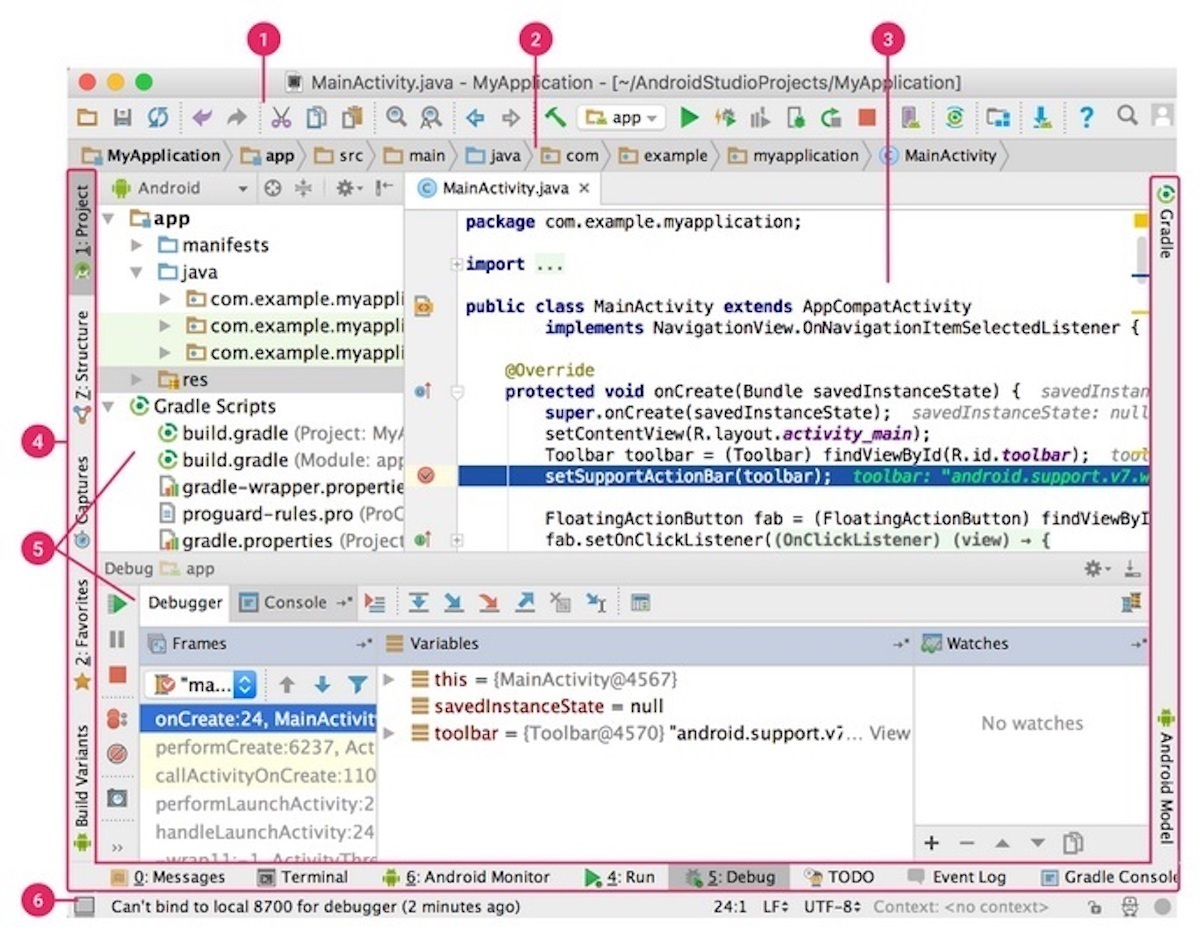 1
2
3
MainActivity.java - MyApplication - [~/AndroidStudioProjects/MyApplication]
app
?
MyApplication app src main java com example myapplication C MainActivity
1: Project
Z: Structure
Captures
2: Favorites
Build Variants
4
5
6
Android
app
manifests
java
com.example.myappli
com.example.myappli
com.example.myappli
res
Gradle Scripts
build.gradle (Project: MyA
build.gradle (Module: app
gradle-wrapper.propertie
proguard-rules.pro (ProC
gradle.properties (Project
C MainActivity.java ×
package com.example.myapplication;
import ...
public class MainActivity extends AppCompatActivity
implements NavigationView.OnNavigationItemSelectedListener {
@Override
protected void onCreate(Bundle savedInstanceState) { savedInstan
super.onCreate(savedInstanceState); savedInstanceState: null
setContentView(R.layout.activity_main);
Toolbar toolbar = (Toolbar) findViewById(R.id.toolbar); tool
setSupportActionBar(toolbar); toolbar: "android.support.v7.w
FloatingActionButton fab = (FloatingActionButton) findViewByI
fab.setOnClickListener((OnClickListener) (view) → {
Gradle
Android Model
Debug app
Debugger Console
Frames
"ma...
onCreate:24, MainActivit
performCreate:6237, Act
callActivityOnCreate:110
performLaunchActivity:2
handleLaunchActivity:24
-wrap11:-1, ActivityThre
Variables
this = {MainActivity@4567}
savedInstanceState = null
toolbar = {Toolbar@4570} "android.support.v7... View
Watches
No watches
0: Messages Terminal 6: Android Monitor 4: Run 5: Debug TODO Event Log Gradle Console
Can't bind to local 8700 for debugger (2 minutes ago) 24:1 LF UTF-8 Context: <no context>